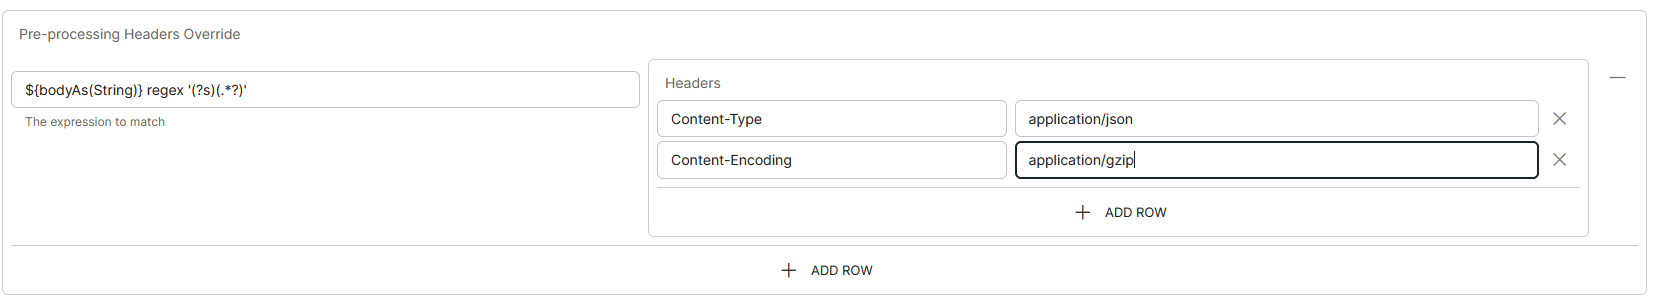 Pre-processing Headers Override
${bodyAs(String)} regex '(?s)(.*?)'
The expression to match
Headers
Content-Type application/json
Content-Encoding application/gzip
ADD ROW
ADD ROW